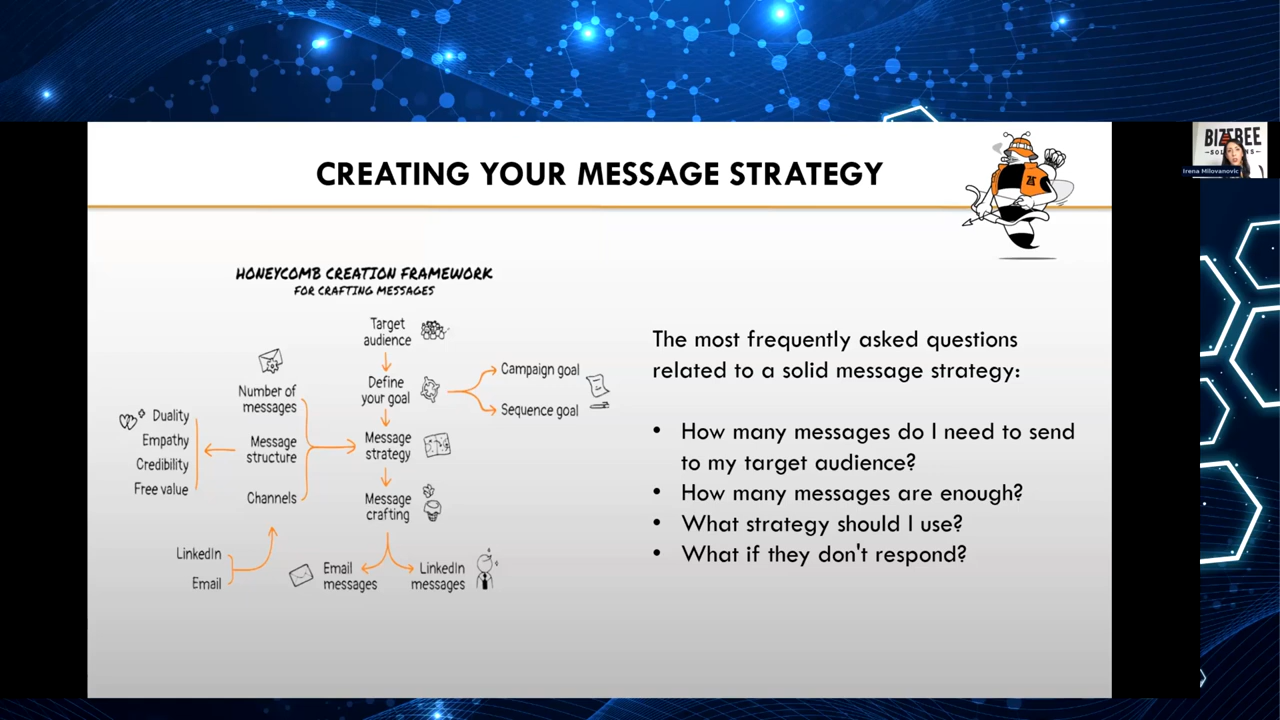 CREATING YOUR MESSAGE STRATEGY
BIZZBEE
SOLUTIONS
Irena Milovanovic
HONEYCOMB CREATION FRAMEWORK
FOR CRAFTING MESSAGES
Target
audience
Define
your goal
Campaign goal
Sequence goal
Number of
messages
Message
structure
Channels
Duality
Empathy
Credibility
Free value
Message
strategy
Message
crafting
LinkedIn
Email
Email
messages
LinkedIn
messages
The most frequently asked questions
related to a solid message strategy:
• How many messages do I need to send
to my target audience?
• How many messages are enough?
• What strategy should I use?
• What if they don't respond?